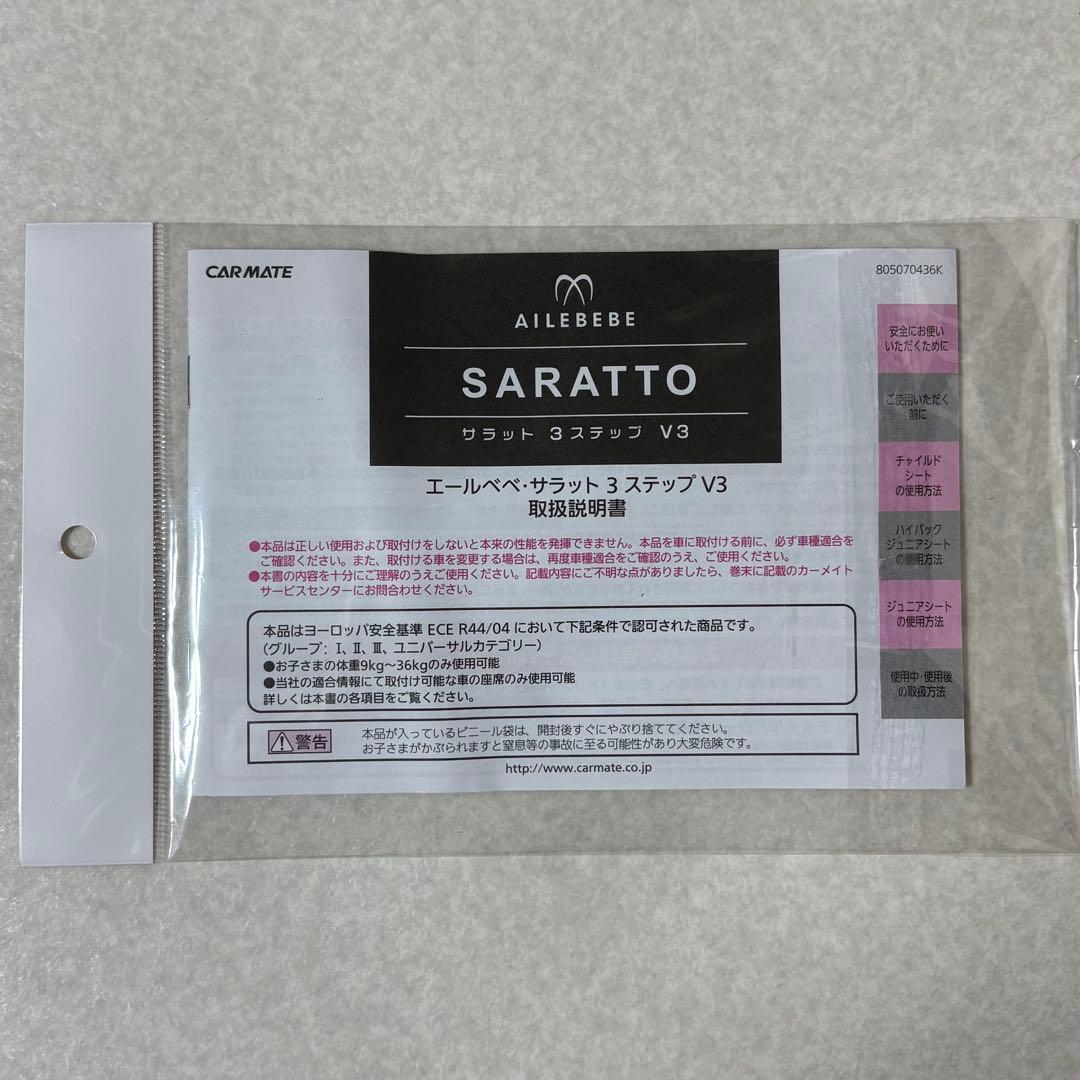 CARMATE
805070436K
AILEBEBE
SARATTO
サラット 3ステップ V3
エールベベ・サラット 3 ステップ V3
取扱説明書
●本品は正しい使用および取付けをしないと本来の性能を発揮できません。本品を車に取付ける前に、必ず車種適合を
ご確認ください。また、取付ける車を変更する場合は、再度車種適合をご確認のうえ、ご使用ください。
●本書の内容を十分にご理解のうえご使用ください。記載内容にご不明な点がありましたら、巻末に記載のカーメイト
サービスセンターにお問合わせください。
本品はヨーロッパ安全基準 ECE R44/04 において下記条件で認可された商品です。
(グループ: Ⅰ、Ⅱ、Ⅲ、ユニバーサルカテゴリー)
●お子さまの体重9kg～36kgのみ使用可能
●当社の適合情報にて取付け可能な車の座席のみ使用可能
詳しくは本書の各項目をご覧ください。
警告
本品が入っているビニール袋は、開封後すぐにやぶり捨ててください。
お子さまがかぶられますと窒息等の事故に至る可能性があり大変危険です。
http://www.carmate.co.jp
安全にお使い
いただくために
ご使用いただく
前に
チャイルド
シート
の使用方法
ハイバック
ジュニアシート
の使用方法
ジュニアシート
の使用方法
使用中・使用後
の取扱方法